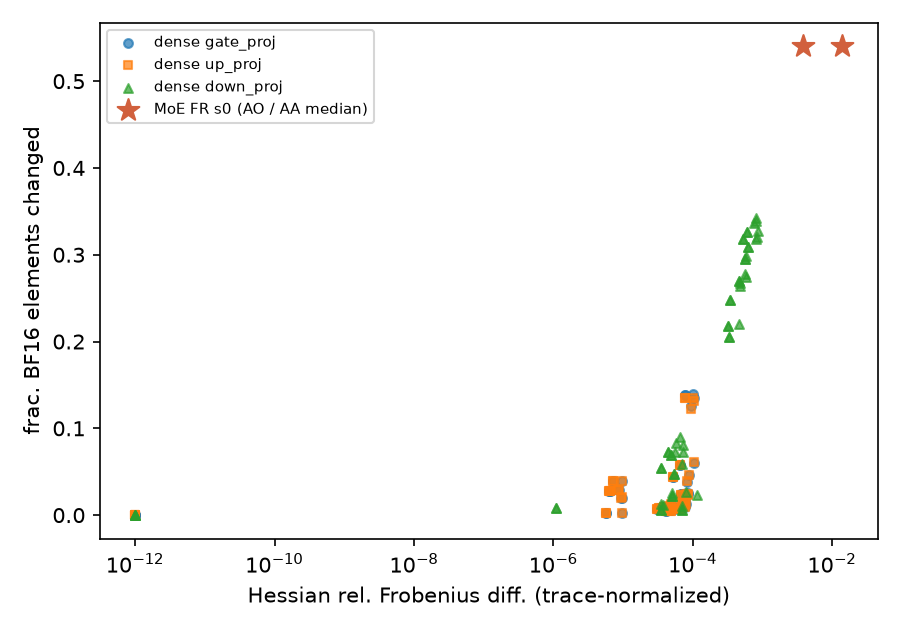 dense gate_proj
dense up_proj
dense down_proj
MoE FR s0 (AO / AA median)
frac. BF16 elements changed
0.5
0.4
0.3
0.2
0.1
0.0
10⁻¹² 10⁻¹⁰ 10⁻⁸ 10⁻⁶ 10⁻⁴ 10⁻²
Hessian rel. Frobenius diff. (trace-normalized)